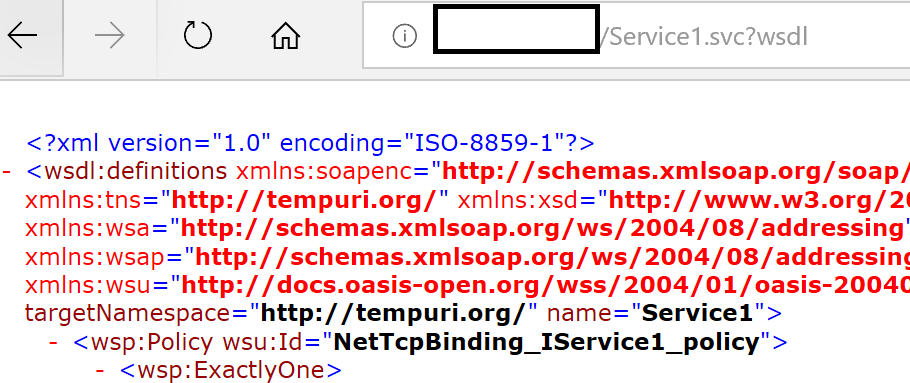 /Service1.svc?wsdl
<?xml version="1.0" encoding="ISO-8859-1"?>
- <wsdl:definitions xmlns:soapenc="http://schemas.xmlsoap.org/soap/
xmlns:tns="http://tempuri.org/" xmlns:xsd="http://www.w3.org/20
xmlns:wsa="http://schemas.xmlsoap.org/ws/2004/08/addressing"
xmlns:wsap="http://schemas.xmlsoap.org/ws/2004/08/addressing
xmlns:wsu="http://docs.oasis-open.org/wss/2004/01/oasis-20040
targetNamespace="http://tempuri.org/" name="Service1">
- <wsp:Policy wsu:Id="NetTcpBinding_IService1_policy">
- <wsp:ExactlyOne>